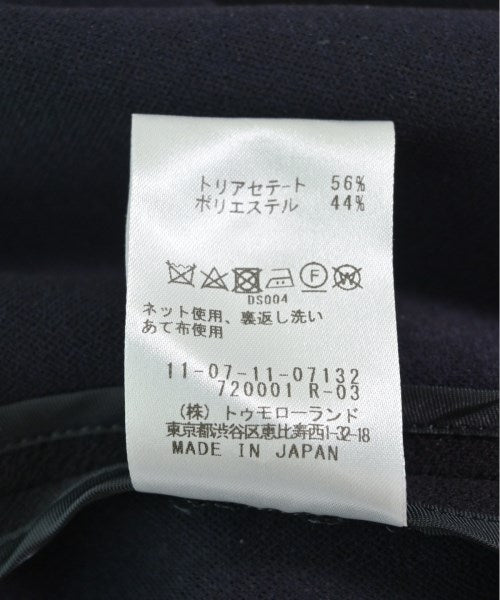 トリアセテート 56%
ポリエステル 44%
DS004
ネット使用、裏返し洗い
あて布使用
11-07-11-07132
720001 R-03
(株) トゥモローランド
東京都渋谷区恵比寿西1-32-18
MADE IN JAPAN